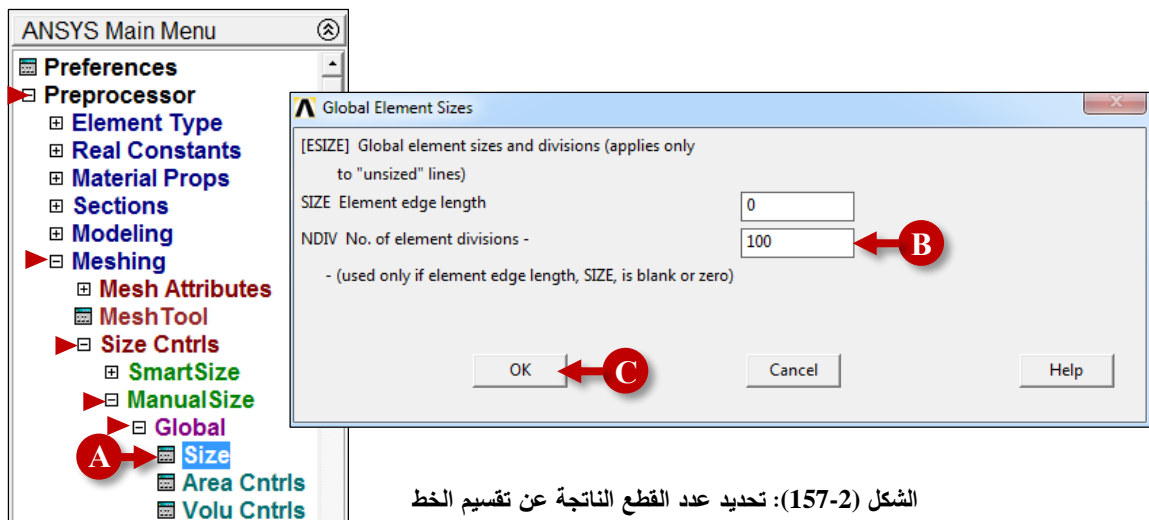 ANSYS Main Menu
Preferences
Preprocessor
Element Type
Real Constants
Material Props
Sections
Modeling
Meshing
Mesh Attributes
MeshTool
Size Cntrls
SmartSize
ManualSize
Global
A
Size
Area Cntrls
Volu Cntrls
Global Element Sizes
[ESIZE] Global element sizes and divisions (applies only
to "unsized" lines)
SIZE Element edge length 0
NDIV No. of element divisions - 100 B
- (used only if element edge length, SIZE, is blank or zero)
OK C Cancel Help
الشكل (2-157): تحديد عدد القطع الناتجة عن تقسيم الخط